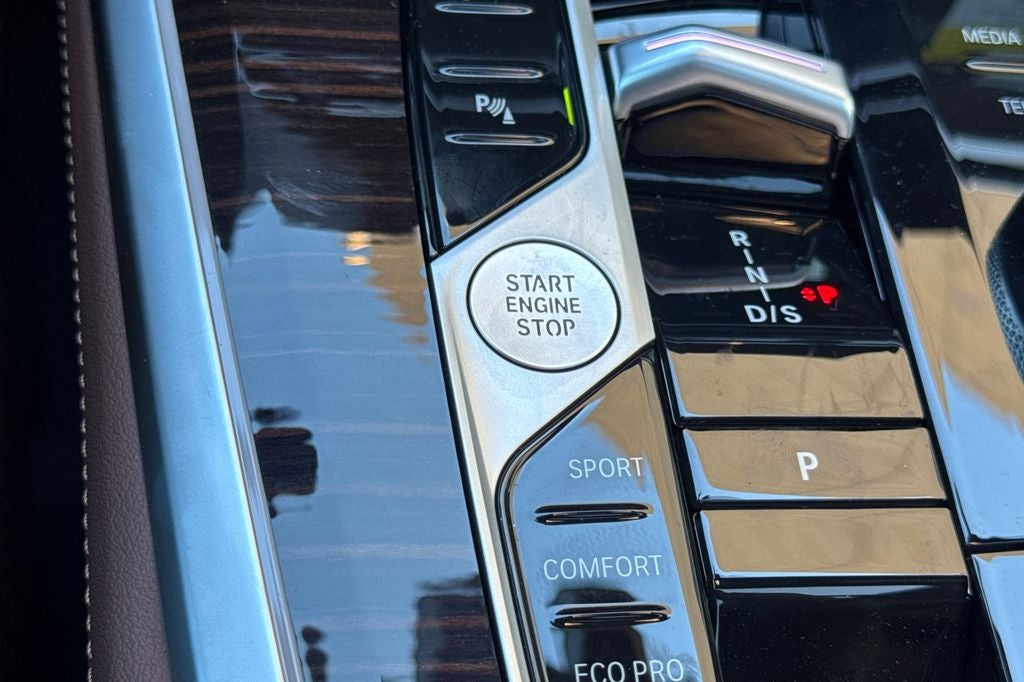 MEDIA
P
START
ENGINE
STOP
R
N
D/S
P
SPORT
P
COMFORT
ECO PRO